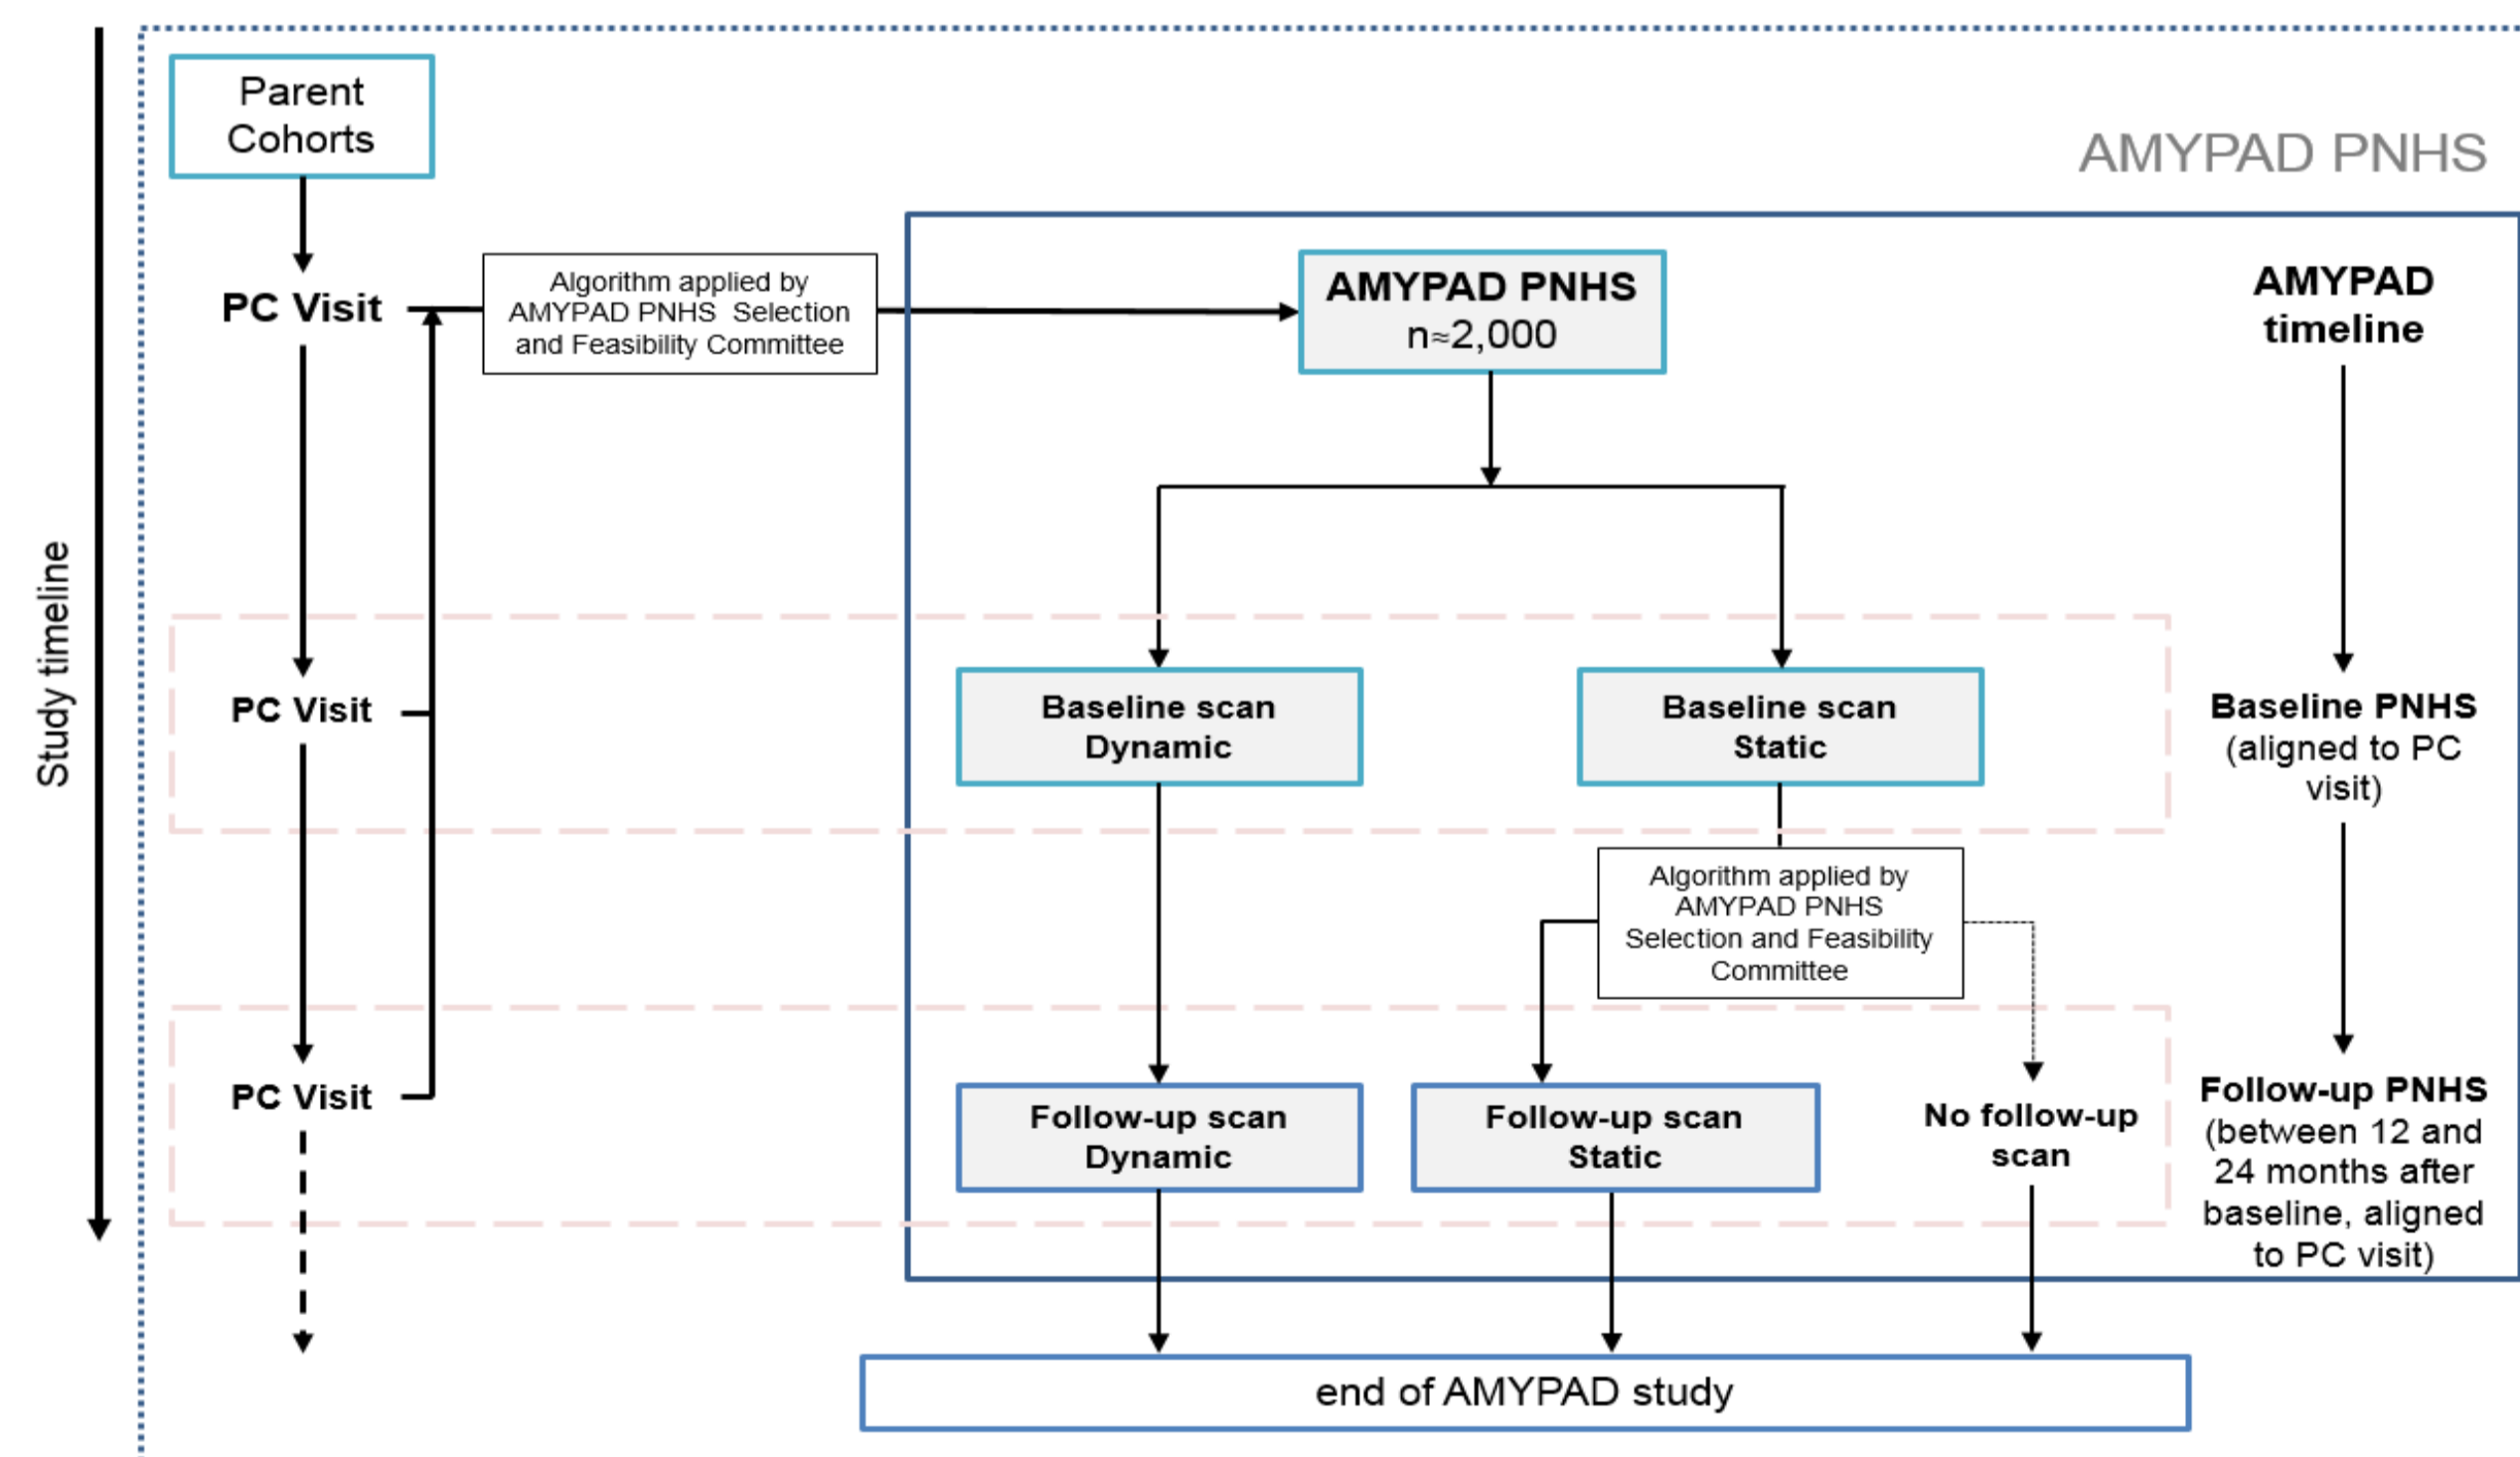 Parent
Cohorts
AMYPAD PNHS
PC Visit
Algorithm applied by
AMYPAD PNHS Selection
and Feasibility Committee
AMYPAD PNHS
n≈2,000
AMYPAD
timeline
Study timeline
PC Visit
Baseline scan
Dynamic
Baseline scan
Static
Baseline PNHS
(aligned to PC
visit)
Algorithm applied by
AMYPAD PNHS
Selection and Feasibility
Committee
PC Visit
Follow-up scan
Dynamic
Follow-up scan
Static
No follow-up
scan
Follow-up PNHS
(between 12 and
24 months after
baseline, aligned
to PC visit)
end of AMYPAD study